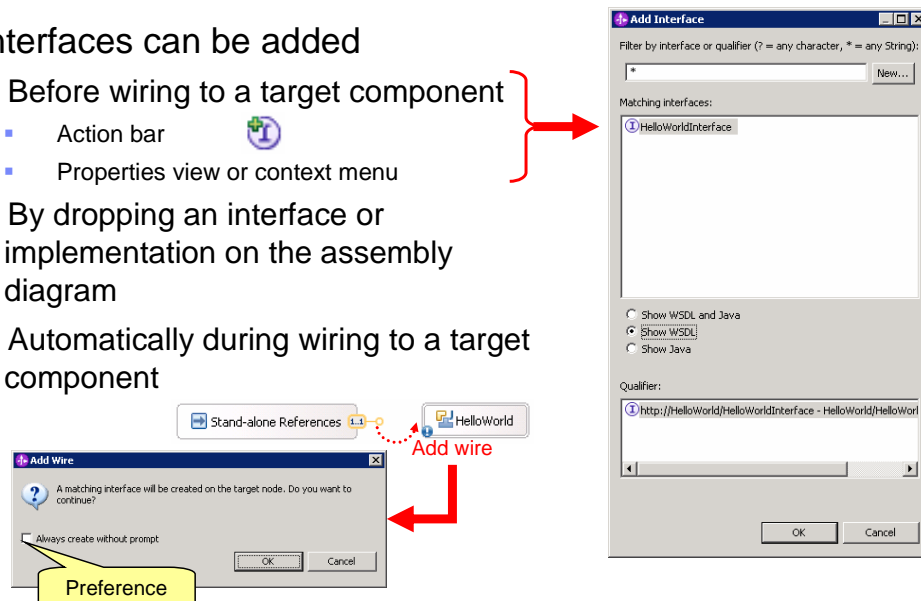 nterfaces can be added
Before wiring to a target component
Action bar
Properties view or context menu
By dropping an interface or
implementation on the assembly
diagram
Automatically during wiring to a target
component
Stand-alone References 1..1
HelloWorld
Add wire
Add Wire
A matching interface will be created on the target node. Do you want to
continue?
Always create without prompt
OK Cancel
Preference
Add Interface
Filter by interface or qualifier (? = any character, * = any String):
*
New...
Matching interfaces:
HelloWorldInterface
Show WSDL and Java
Show WSDL
Show Java
Qualifier:
http://HelloWorld/HelloWorldInterface - HelloWorld/HelloWorl
OK Cancel